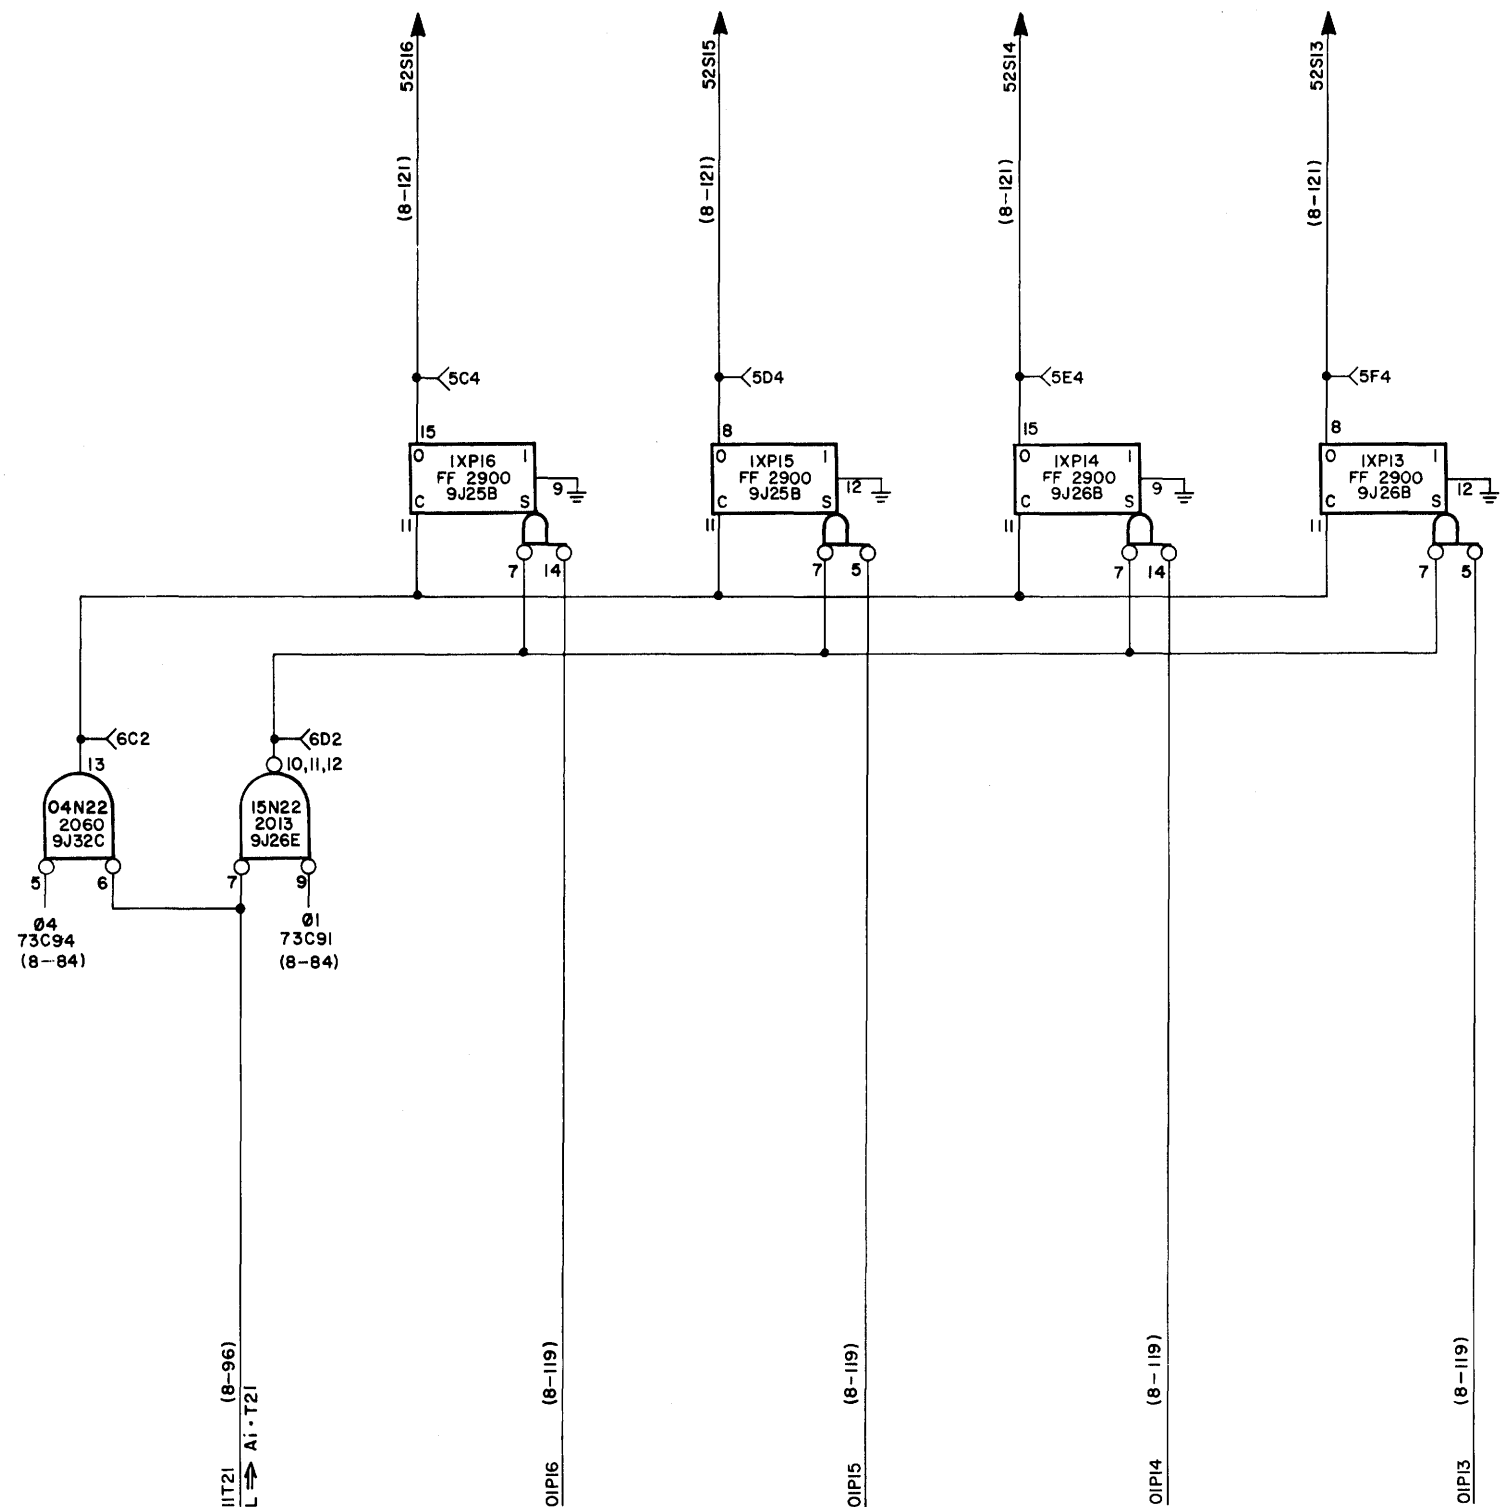 52S16
52S15
52S14
52S13
(8-121)
(8-121)
(8-121)
(8-121)
5C4
5D4
5E4
5F4
15
8
15
8
O 1XP16 1
FF 2900
9J25B
C S
9
11
7 14
O 1XP15 1
FF 2900
9J25B
C S
12
11
7 5
O 1XP14 1
FF 2900
9J26B
C S
9
11
7 14
O 1XP13 1
FF 2900
9J26B
C S
12
11
7 5
6C2
6D2
13
10,11,12
04N22
2060
9J32C
5 6
15N22
2013
9J26E
7 9
Ø4
73C94
(8-84)
Ø1
73C91
(8-84)
(8-96)
(8-119)
(8-119)
(8-119)
(8-119)
11T21
L ⇒ Ai · T21
01P16
01P15
01P14
01P13